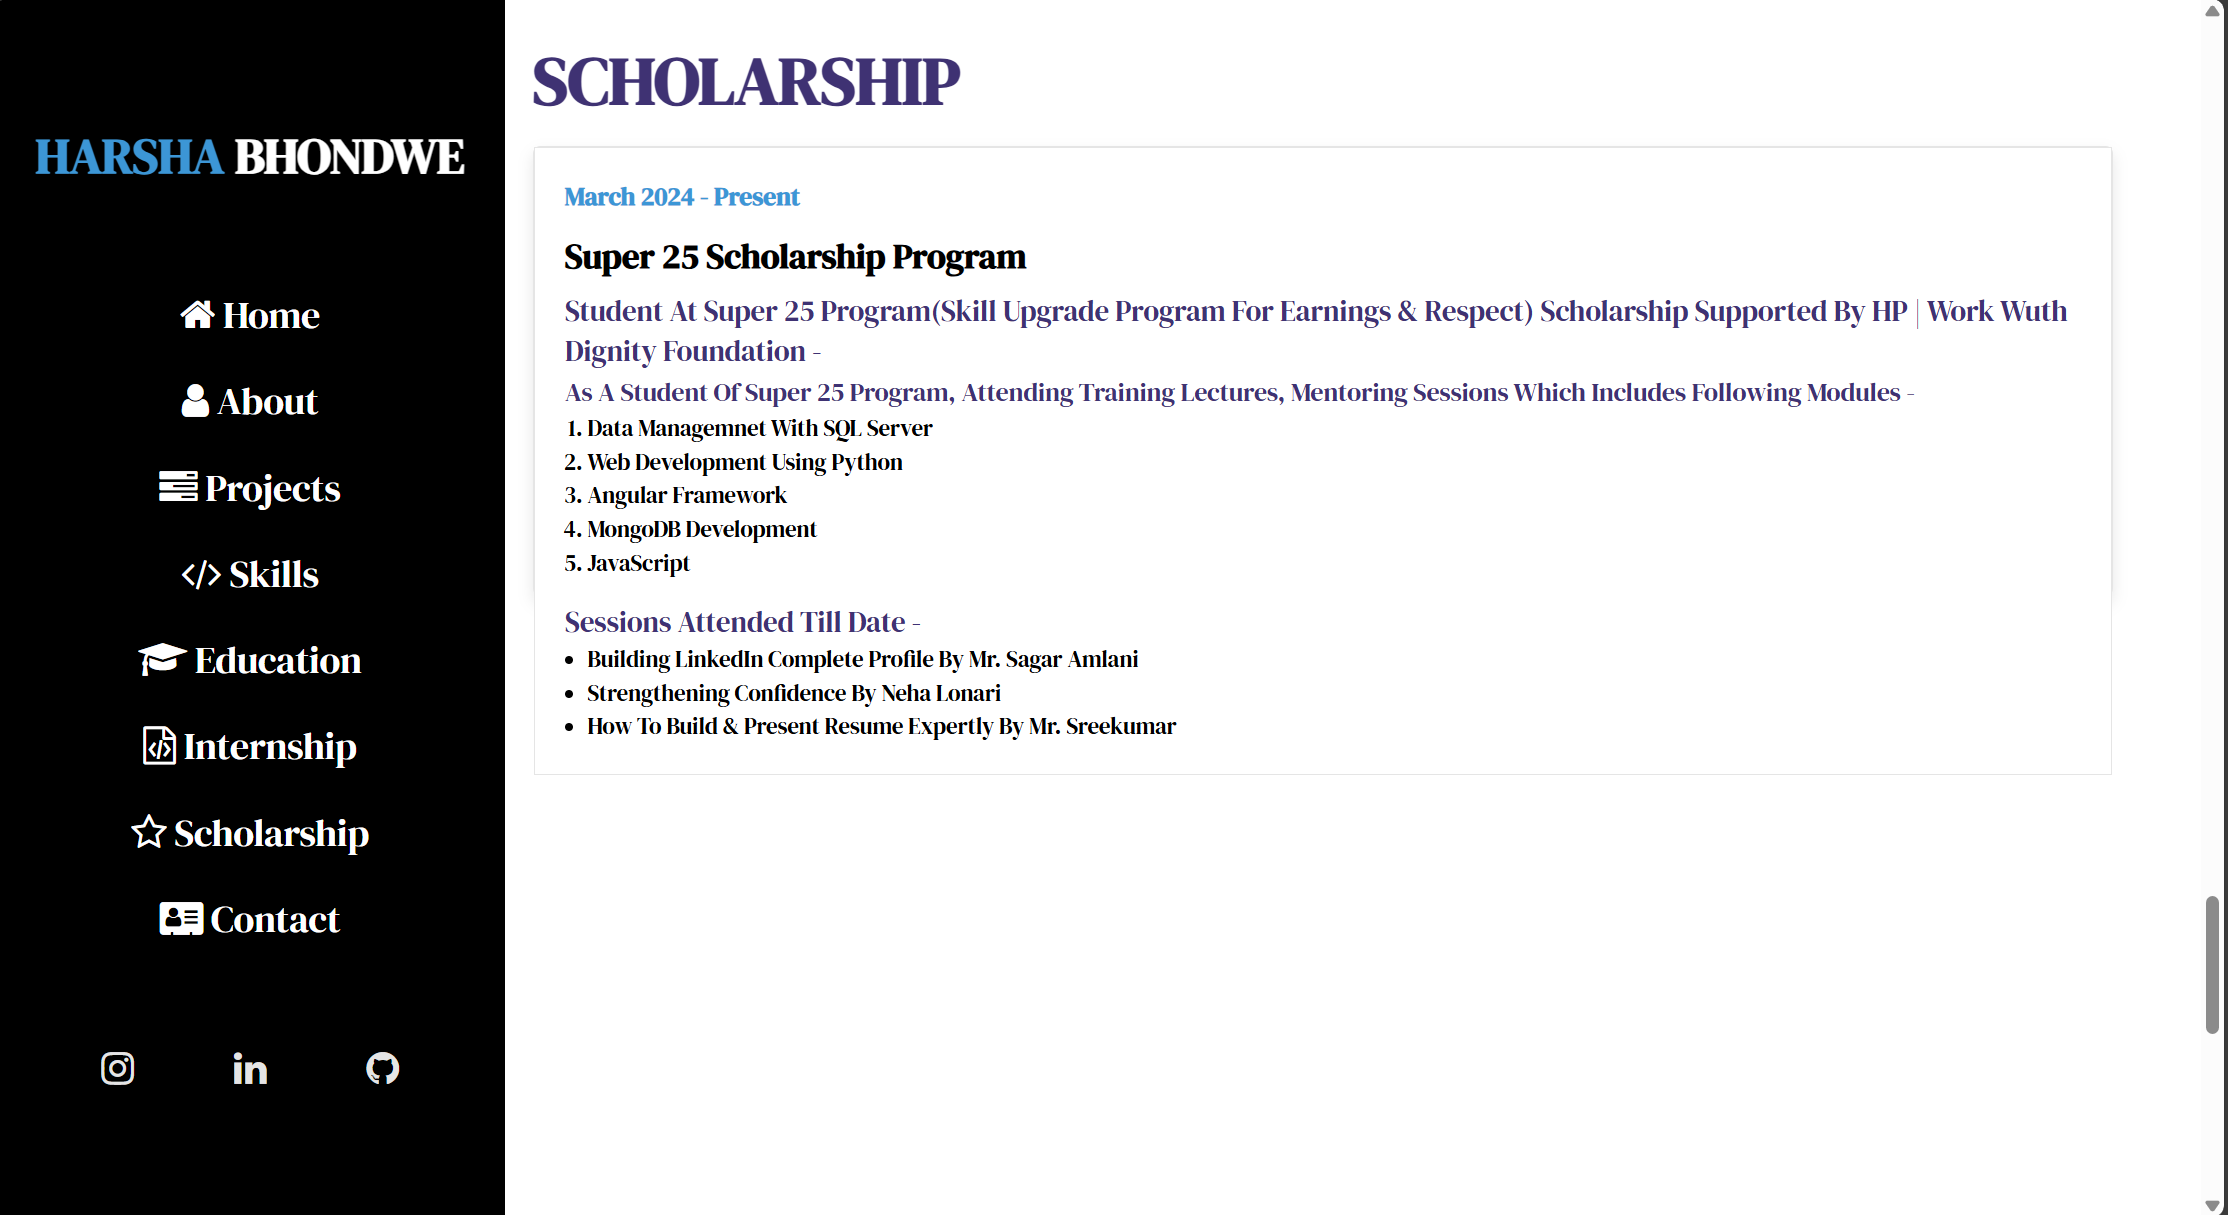 HARSHA BHONDWE
Home
About
Projects
Skills
Education
Internship
Scholarship
Contact
SCHOLARSHIP
March 2024 - Present
Super 25 Scholarship Program
Student At Super 25 Program(Skill Upgrade Program For Earnings & Respect) Scholarship Supported By HP | Work Wuth
Dignity Foundation -
As A Student Of Super 25 Program, Attending Training Lectures, Mentoring Sessions Which Includes Following Modules -
1. Data Managemnet With SQL Server
2. Web Development Using Python
3. Angular Framework
4. MongoDB Development
5. JavaScript
Sessions Attended Till Date -
• Building LinkedIn Complete Profile By Mr. Sagar Amlani
• Strengthening Confidence By Neha Lonari
• How To Build & Present Resume Expertly By Mr. Sreekumar